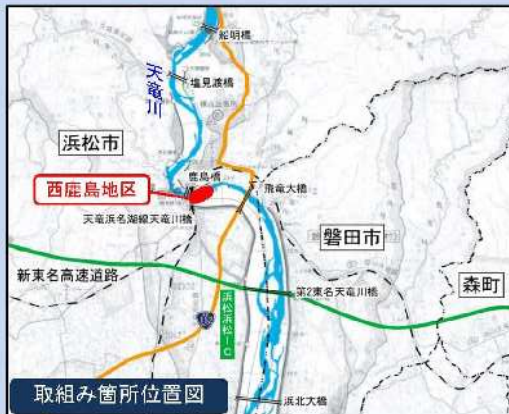 船明橋
天竜川
塩見渡橋
浜松市
鹿島橋
西鹿島地区
飛竜大橋
天竜浜名湖線天竜川橋
磐田市
新東名高速道路
森町
第2東名天竜川橋
浜松浜北IC
取組み箇所位置図
浜北大橋